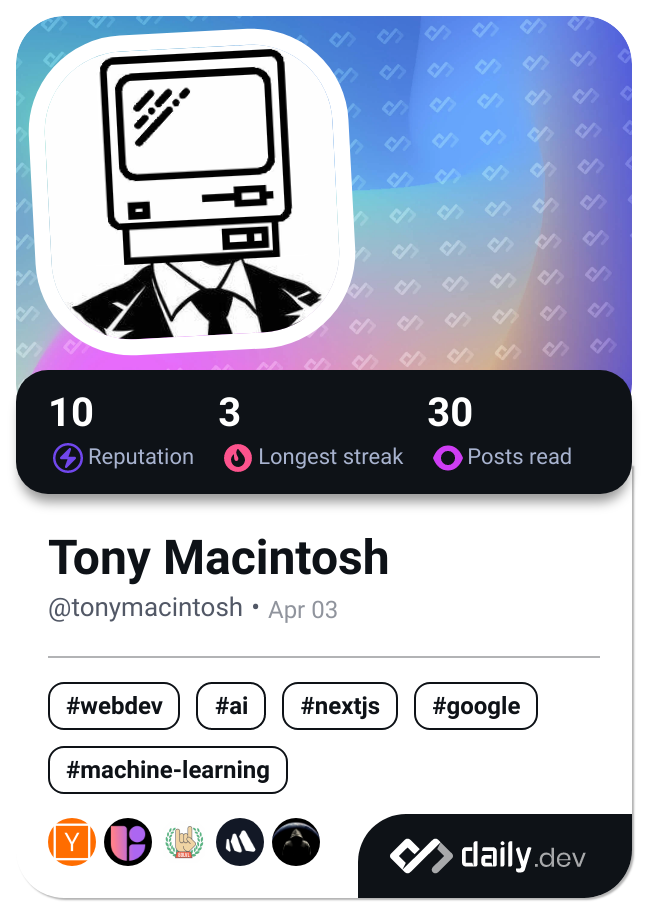 10 3 30
Reputation Longest streak Posts read
Tony Macintosh
@tonymacintosh • Apr 03
#webdev #ai #nextjs #google
#machine-learning
Y
daily.dev